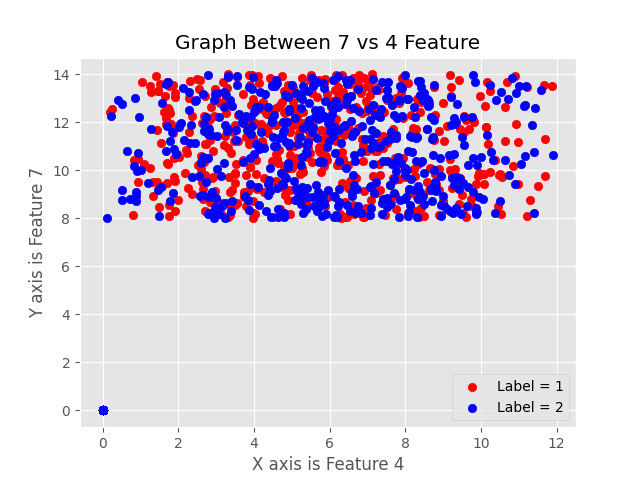 Graph Between 7 vs 4 Feature
14
12
10
8
6
4
2
0
Y axis is Feature 7
0 2 4 6 8 10 12
X axis is Feature 4
Label = 1
Label = 2